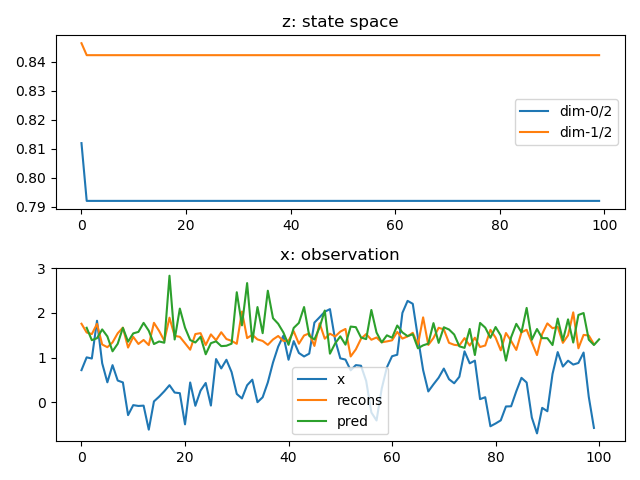 z: state space
0.84
0.83
0.82
0.81
0.80
0.79
dim-0/2
dim-1/2
0 20 40 60 80 100
x: observation
3
2
1
0
x
recons
pred
0 20 40 60 80 100